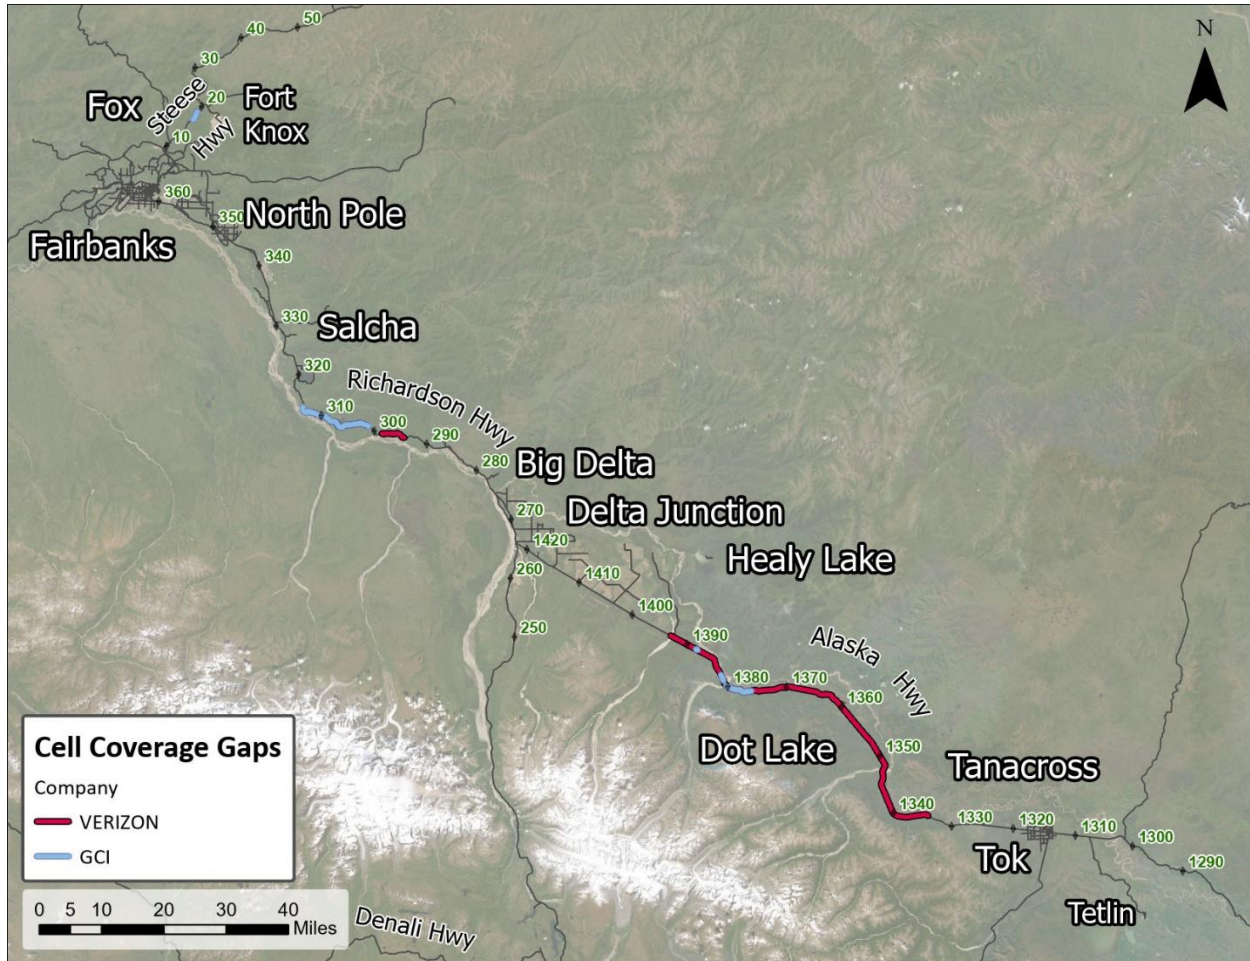 50
40
N
30
Fox
Steese
Hwy
20
Fort
Knox
10
360
North Pole
350
Fairbanks
340
330
Salcha
320
Richardson Hwy
310
300
290
280
Big Delta
270
Delta Junction
1420
Healy Lake
260
1410
1400
250
1390
Alaska
Hwy
1380
1370
1360
Dot Lake
1350
Tanacross
1340
1330
1320
1310
1300
1290
Tok
Tetlin
Cell Coverage Gaps
Company
VERIZON
GCI
0 5 10 20 30 40
Miles
Denali Hwy